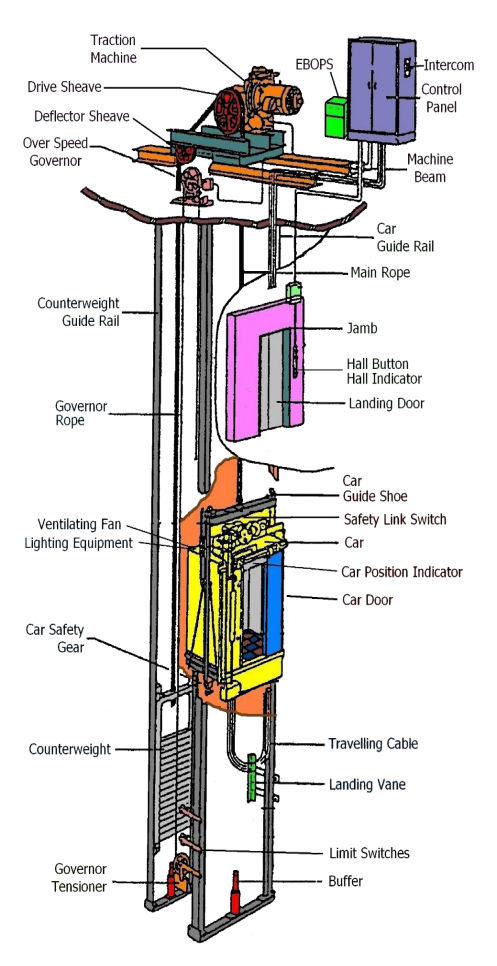 Traction
Machine
Drive Sheave
Deflector Sheave
Over Speed
Governor
EBOPS
Intercom
Control
Panel
Machine
Beam
Car
Guide Rail
Main Rope
Counterweight
Guide Rail
Jamb
Hall Button
Hall Indicator
Landing Door
Governor
Rope
Car
Guide Shoe
Ventilating Fan
Safety Link Switch
Lighting Equipment
Car
Car Position Indicator
Car Door
Car Safety
Gear
Counterweight
Travelling Cable
Landing Vane
Limit Switches
Governor
Tensioner
Buffer